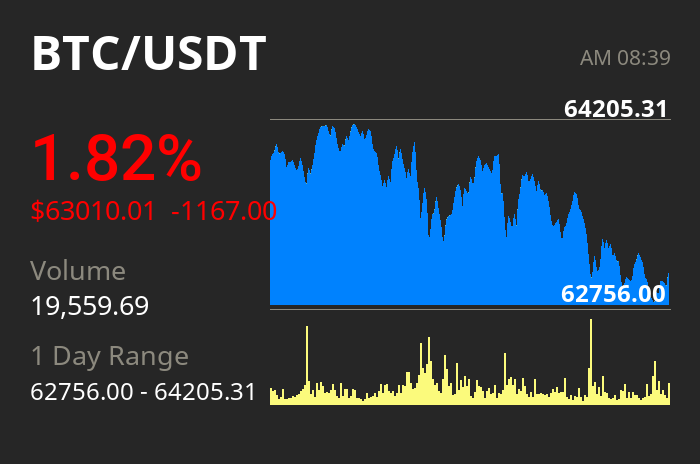 BTC/USDT
AM 08:39
64205.31
1.82%
$63010.01 -1167.00
Volume
19,559.69
62756.00
1 Day Range
62756.00 - 64205.31